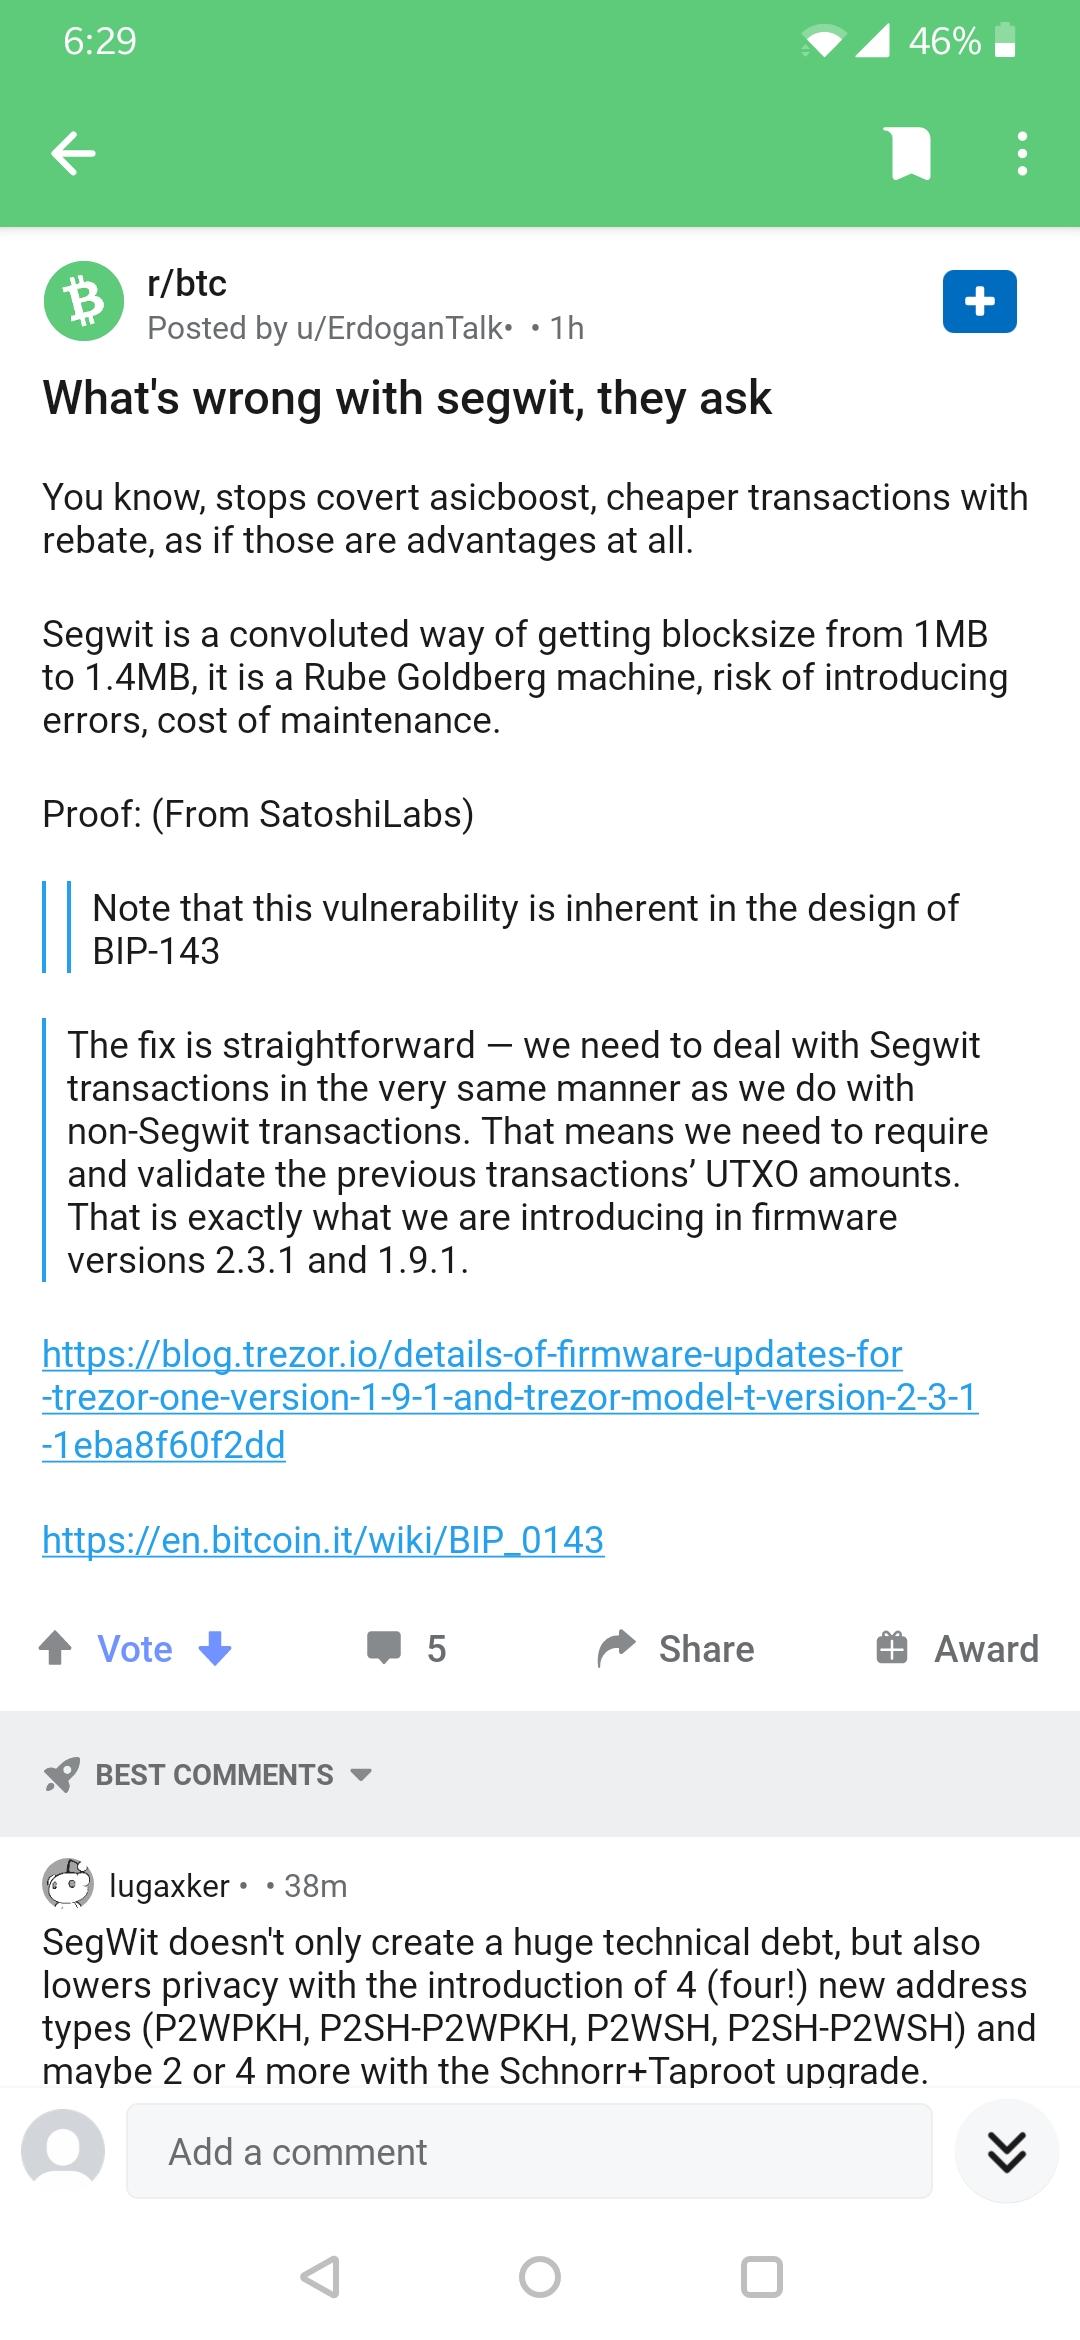 6:29
46%
r/btc
Posted by u/ErdoganTalk• • 1h
What's wrong with segwit, they ask
You know, stops covert asicboost, cheaper transactions with
rebate, as if those are advantages at all.
Segwit is a convoluted way of getting blocksize from 1MB
to 1.4MB, it is a Rube Goldberg machine, risk of introducing
errors, cost of maintenance.
Proof: (From SatoshiLabs)
Note that this vulnerability is inherent in the design of
BIP-143
The fix is straightforward — we need to deal with Segwit
transactions in the very same manner as we do with
non-Segwit transactions. That means we need to require
and validate the previous transactions’ UTXO amounts.
That is exactly what we are introducing in firmware
versions 2.3.1 and 1.9.1.
https://blog.trezor.io/details-of-firmware-updates-for
-trezor-one-version-1-9-1-and-trezor-model-t-version-2-3-1
-1eba8f60f2dd
https://en.bitcoin.it/wiki/BIP_0143
Vote 5 Share Award
BEST COMMENTS
lugaxker • • 38m
SegWit doesn't only create a huge technical debt, but also
lowers privacy with the introduction of 4 (four!) new address
types (P2WPKH, P2SH-P2WPKH, P2WSH, P2SH-P2WSH) and
maybe 2 or 4 more with the Schnorr+Taproot upgrade.
Add a comment